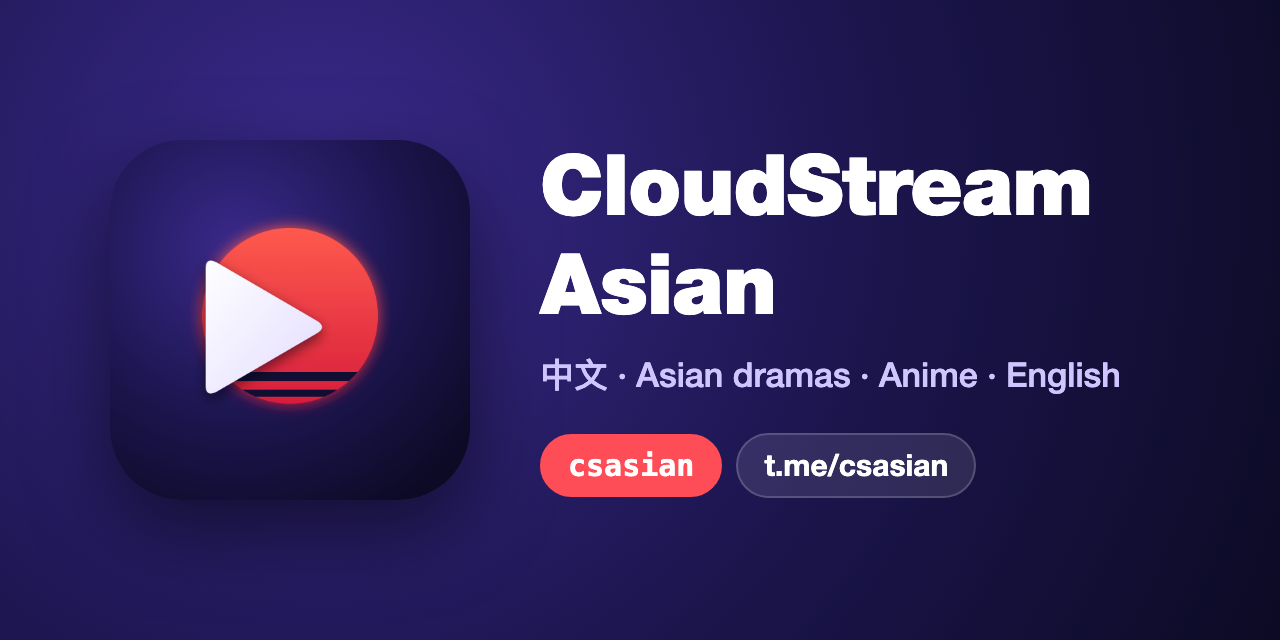 CloudStream
Asian
中文 · Asian dramas · Anime · English
csasian
t.me/csasian